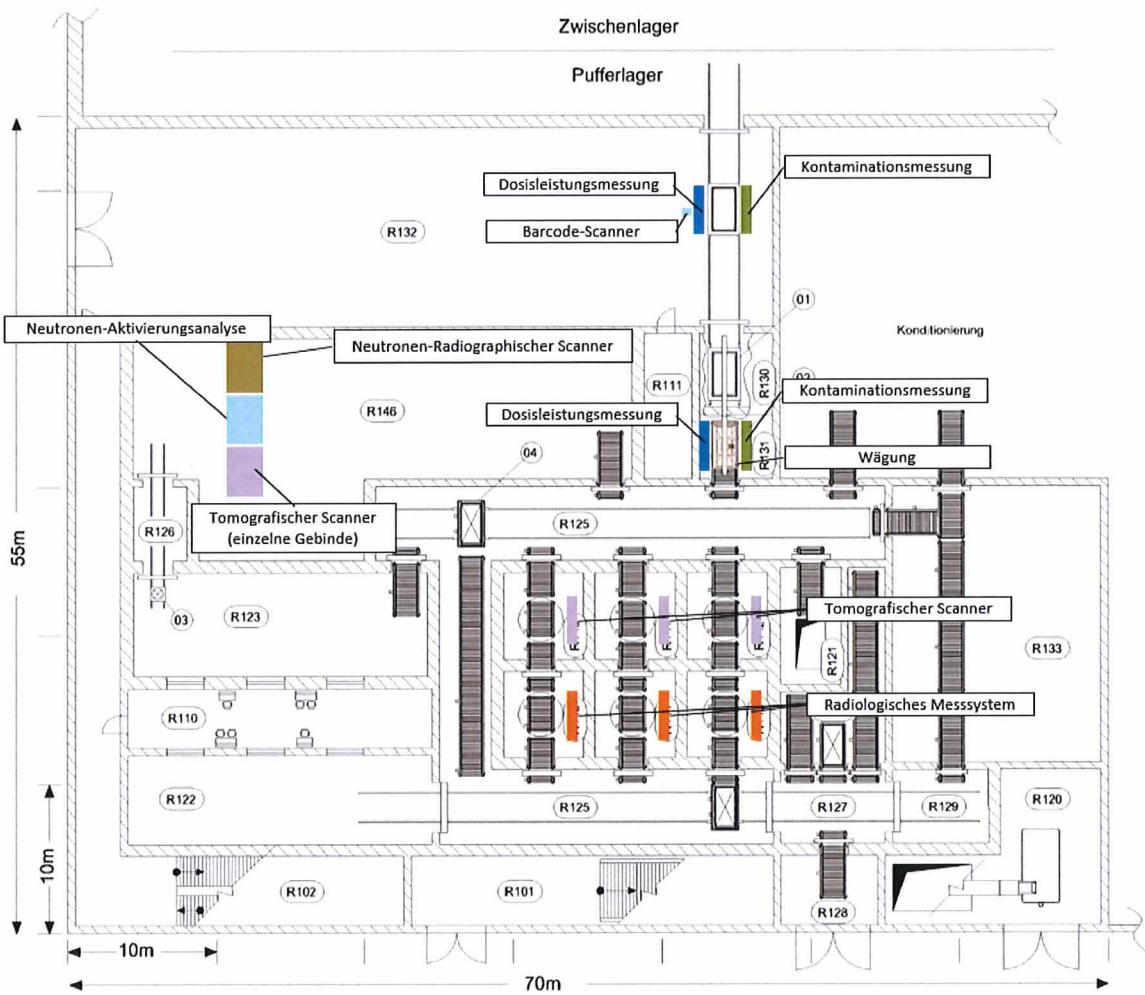 Zwischenlager
Pufferlager
Dosisleistungsmessung
Kontaminationsmessung
Barcode-Scanner
R132
01
Neutronen-Aktivierungsanalyse
Neutronen-Radiographischer Scanner
Konditionierung
R111
R130
R146
Dosisleistungsmessung
Kontaminationsmessung
R131
Wägung
04
Tomografischer Scanner
(einzelne Gebinde)
R126
R125
55m
03
R123
Tomografischer Scanner
R121
R133
R110
Radiologisches Messsystem
R122
R125
R127
R129
R120
10m
R102
R101
R128
10m
70m